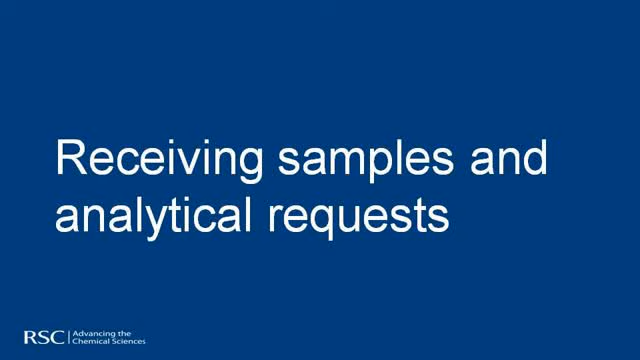 Receiving samples and
analytical requests
RSC | Advancing the
Chemical Sciences